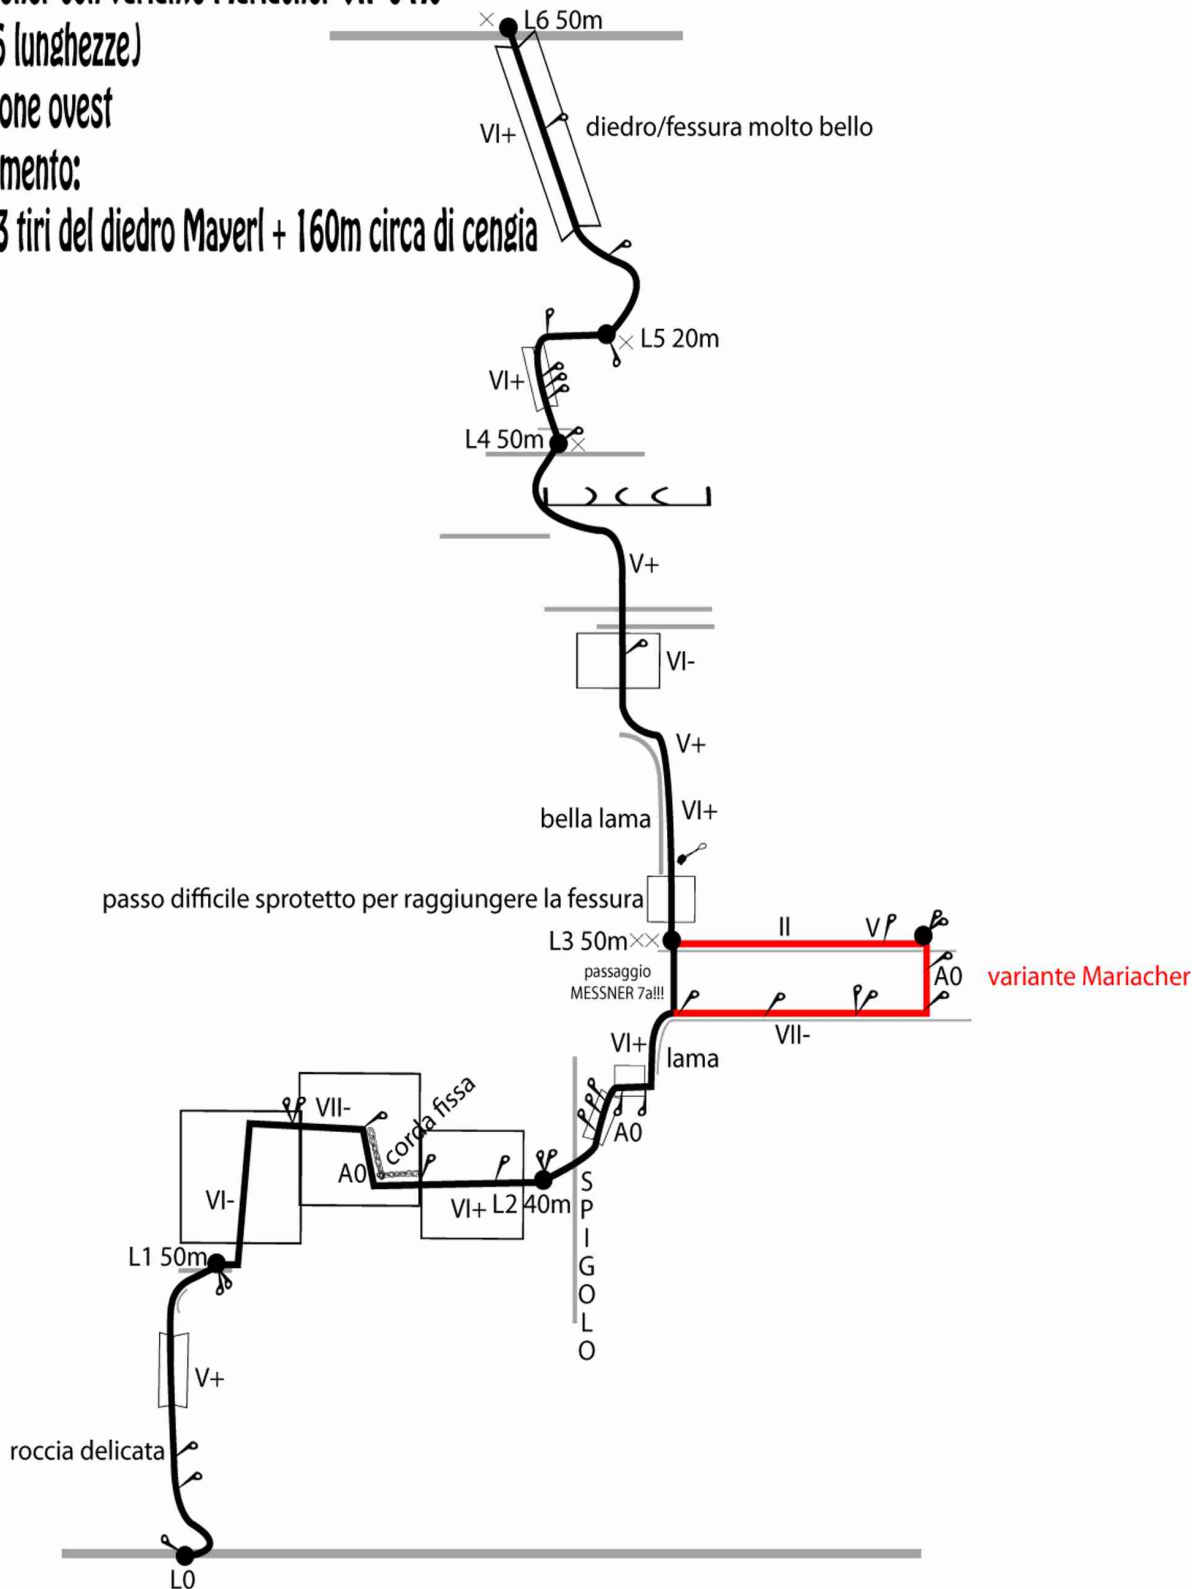 6 lunghezze)
one ovest
mento:
3 tiri del diedro Mayerl + 160m circa di cengia
L6 50m
VI+
diedro/fessura molto bello
L5 20m
VI+
L4 50m
V+
VI-
V+
VI+
bella lama
passo difficile sprotetto per raggiungere la fessura
L3 50m
II
V
passaggio
MESSNER 7a!!!
A0
variante Mariacher
VII-
VI+
lama
A0
VII-
corda fissa
A0
VI-
VI+
L2 40m
SPIGOLO
L1 50m
V+
roccia delicata
L0